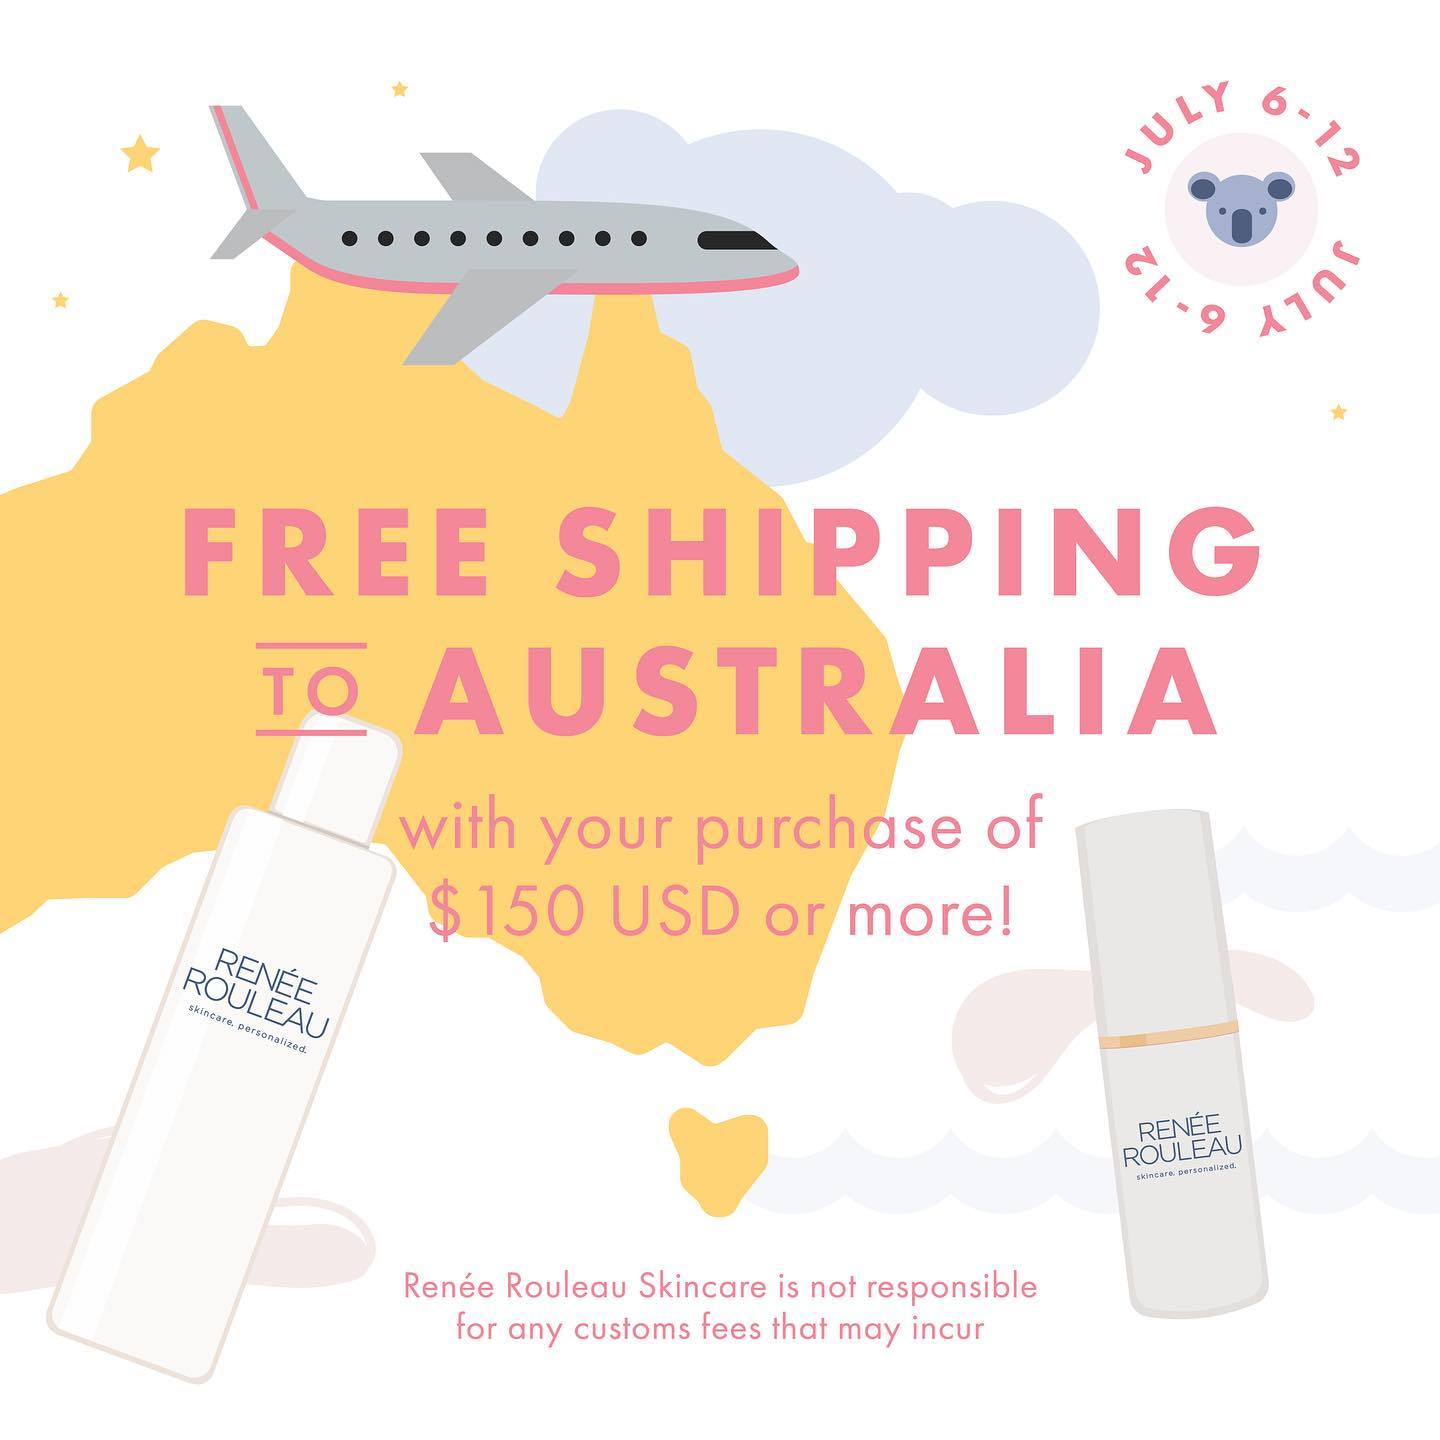 JULY 6-12
JULY 6-12
FREE SHIPPING
TO AUSTRALIA
with your purchase of
$150 USD or more!
RENÉE
ROULEAU
skincare. personalized.
RENÉE
ROULEAU
skincare. personalized.
Renée Rouleau Skincare is not responsible
for any customs fees that may incur